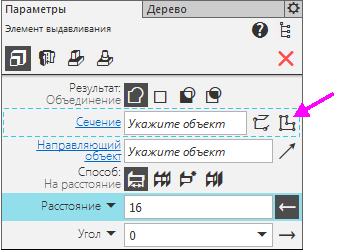 Параметры Дерево
Элемент выдавливания
Результат:
Объединение
Сечение Укажите объект
Направляющий
объект Укажите объект
Способ:
На расстояние
Расстояние 16
Угол 0